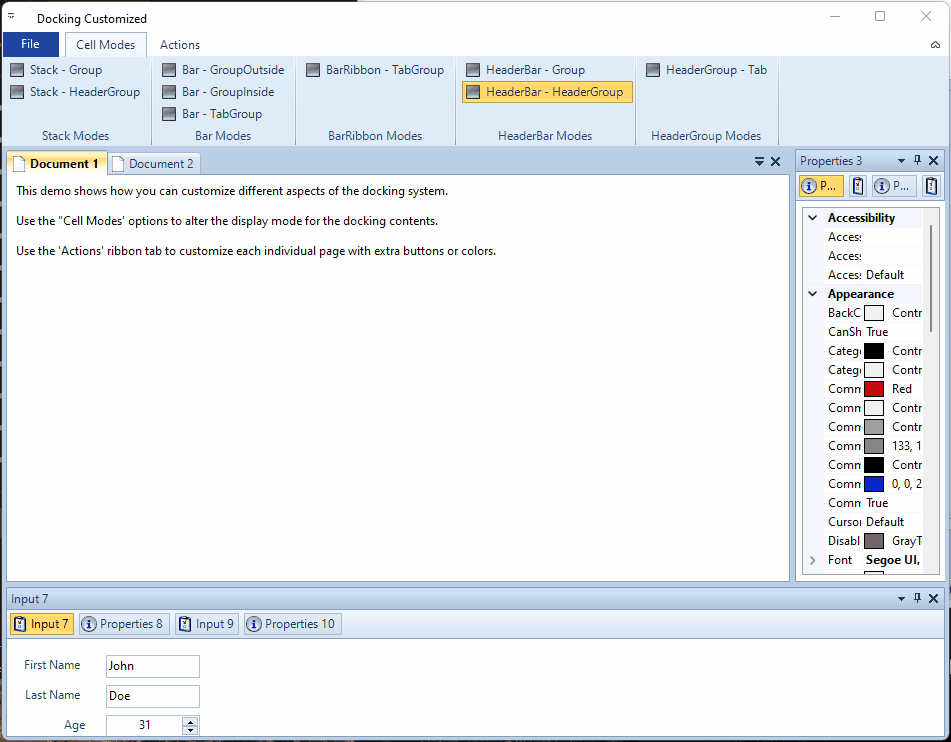 Docking Customized
File Cell Modes Actions
Stack - Group Bar - GroupOutside BarRibbon - TabGroup HeaderBar - Group HeaderGroup - Tab
Stack - HeaderGroup Bar - GroupInside HeaderBar - HeaderGroup
Bar - TabGroup
Stack Modes Bar Modes BarRibbon Modes HeaderBar Modes HeaderGroup Modes
Document 1 Document 2
This demo shows how you can customize different aspects of the docking system.
Use the "Cell Modes' options to alter the display mode for the docking contents.
Use the 'Actions' ribbon tab to customize each individual page with extra buttons or colors.
Properties 3
P... P...
Accessibility
Access
Access
Access Default
Appearance
BackC Contr
CanSh True
Catego Contr
Catego Contr
Comm Red
Comm Contr
Comm Contr
Comm 133, 1
Comm Contr
Comm 0, 0, 2
Comm True
Cursor Default
Disabl GrayT
Font Segoe UI,
Input 7
Input 7 Properties 8 Input 9 Properties 10
First Name John
Last Name Doe
Age 31